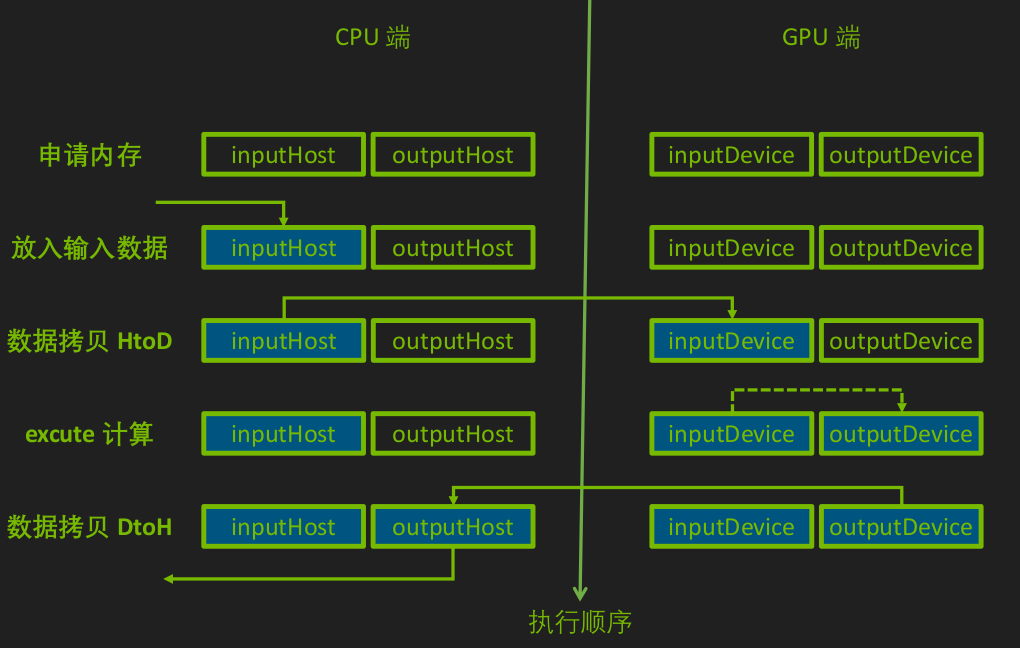 CPU 端
GPU 端
申请内存
inputHost
outputHost
inputDevice
outputDevice
放入输入数据
inputHost
outputHost
inputDevice
outputDevice
数据拷贝 HtoD
inputHost
outputHost
inputDevice
outputDevice
excute 计算
inputHost
outputHost
inputDevice
outputDevice
数据拷贝 DtoH
inputHost
outputHost
inputDevice
outputDevice
执行顺序